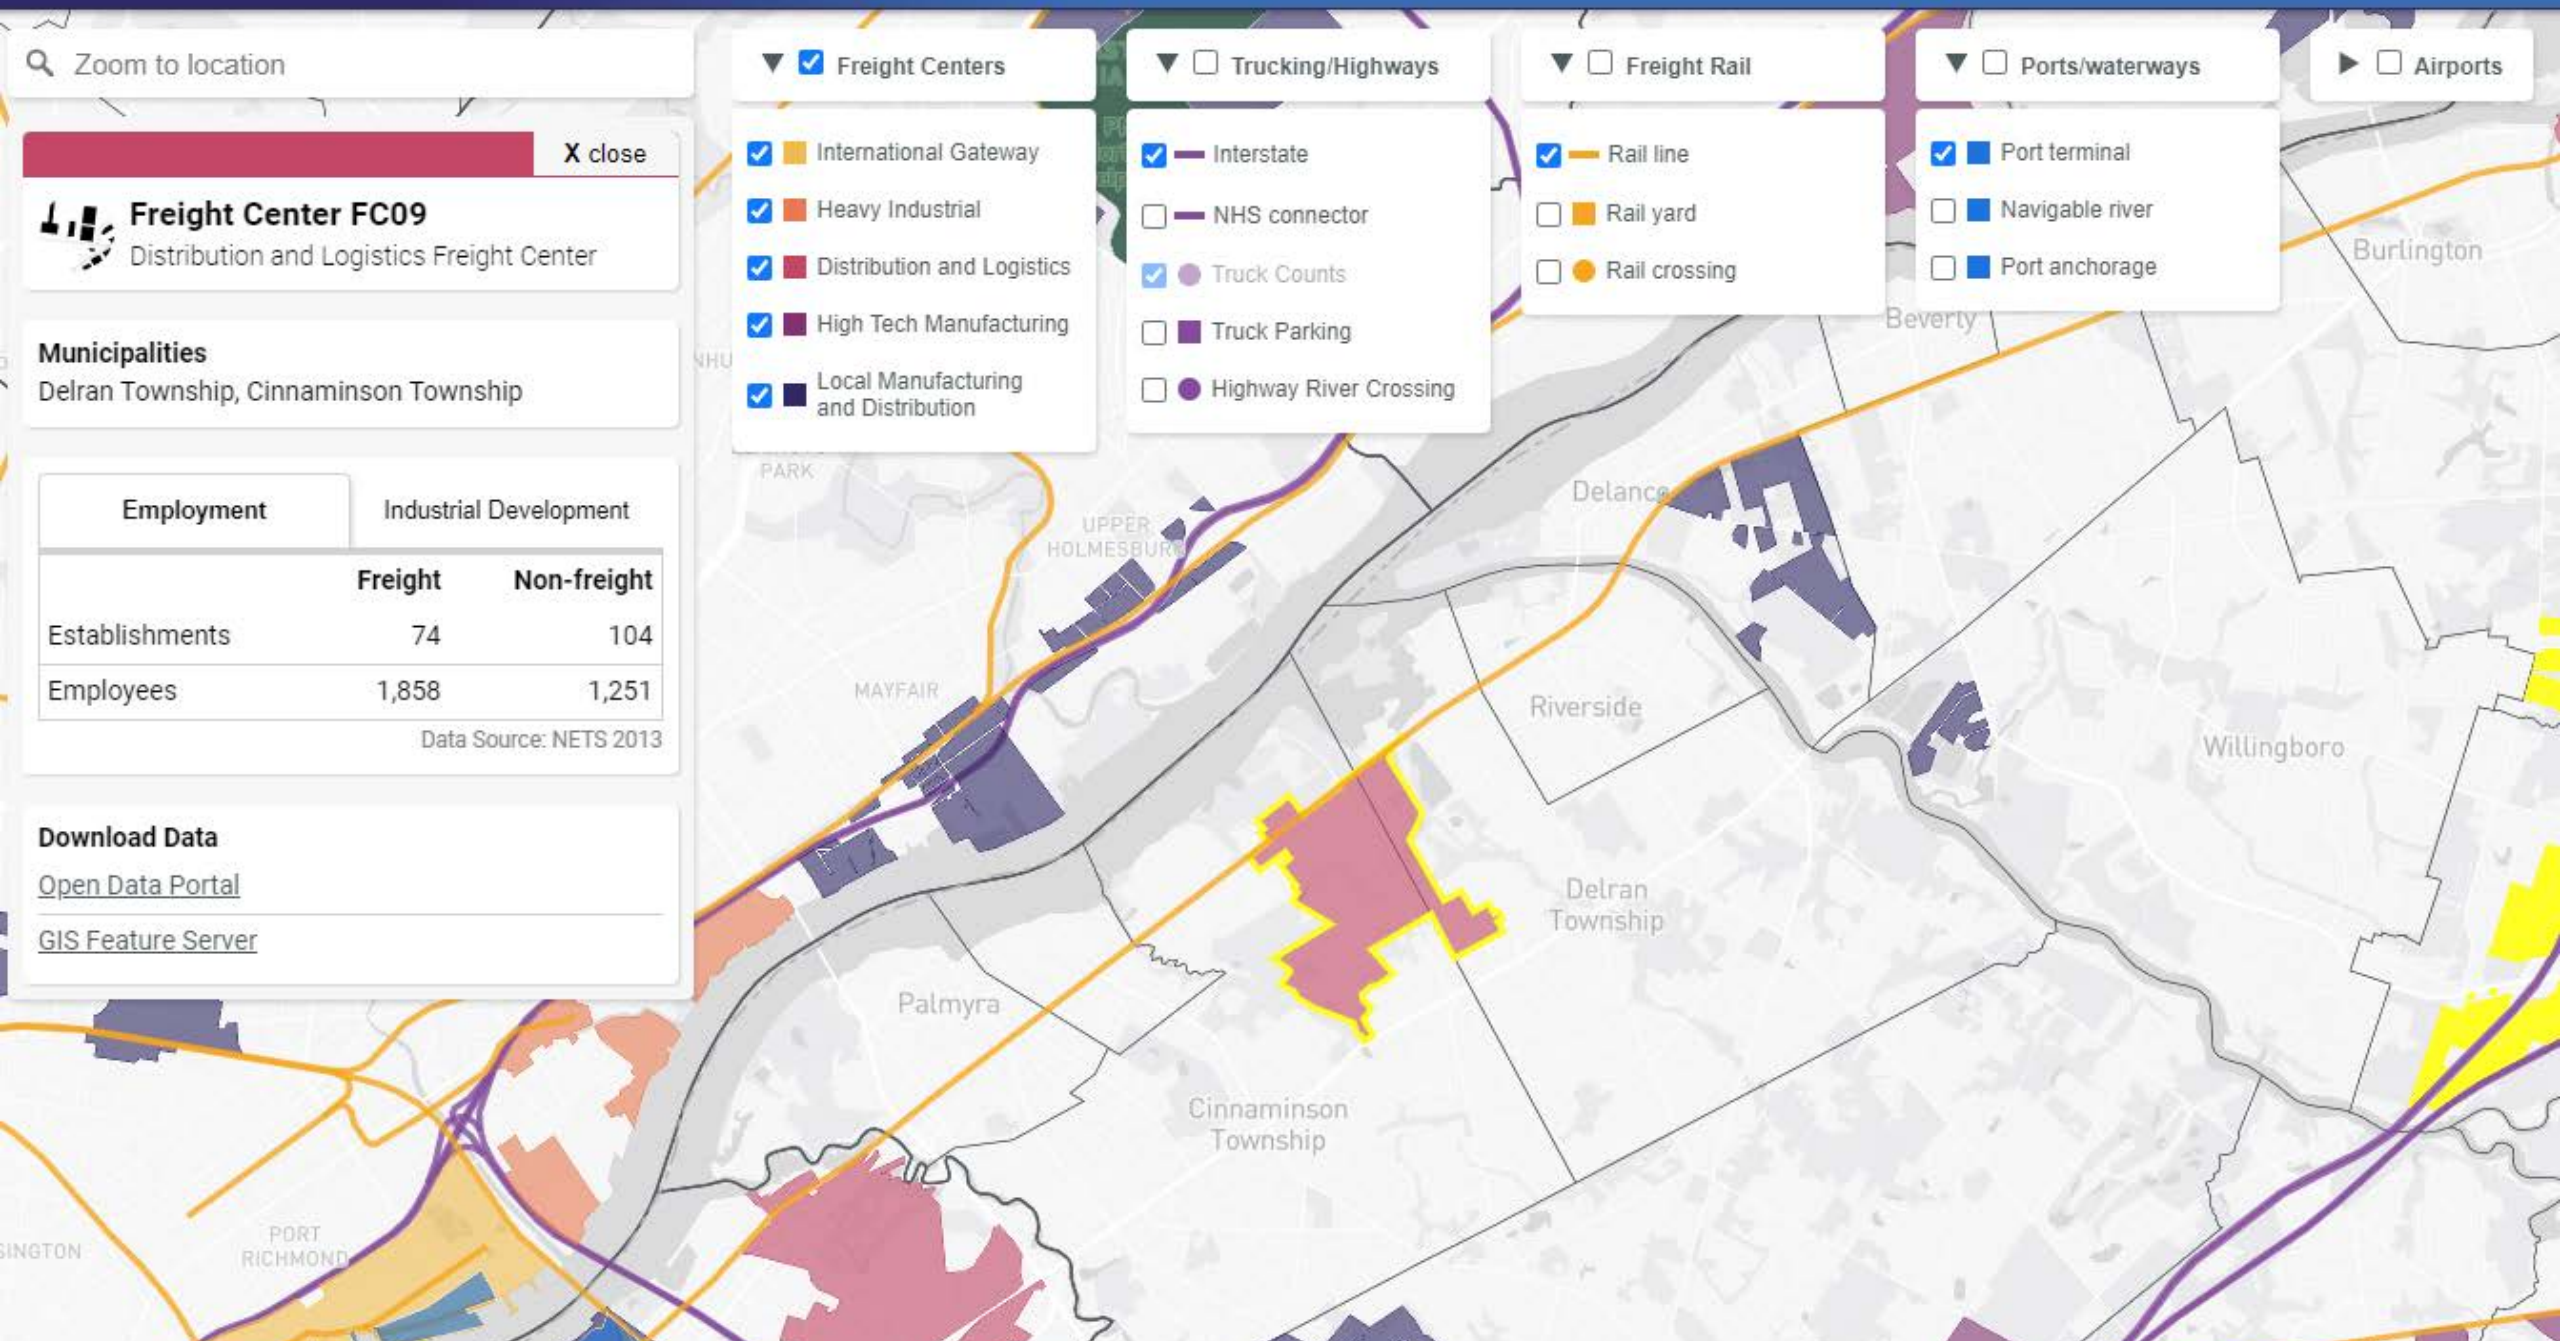 Zoom to location
Freight Centers
Trucking/Highways
Freight Rail
Ports/waterways
Airports
X close
Freight Center FC09
Distribution and Logistics Freight Center
Municipalities
Delran Township, Cinnaminson Township
Employment
Industrial Development
Freight Non-freight
Establishments 74 104
Employees 1,858 1,251
Data Source: NETS 2013
Download Data
Open Data Portal
GIS Feature Server
International Gateway
Heavy Industrial
Distribution and Logistics
High Tech Manufacturing
Local Manufacturing
and Distribution
Interstate
NHS connector
Truck Counts
Truck Parking
Highway River Crossing
Rail line
Rail yard
Rail crossing
Port terminal
Navigable river
Port anchorage
Burlington
Beverly
PARK
UPPER
HOLMESBURG
Delanco
MAYFAIR
Riverside
Willingboro
Delran
Township
Palmyra
Cinnaminson
Township
PORT
RICHMOND